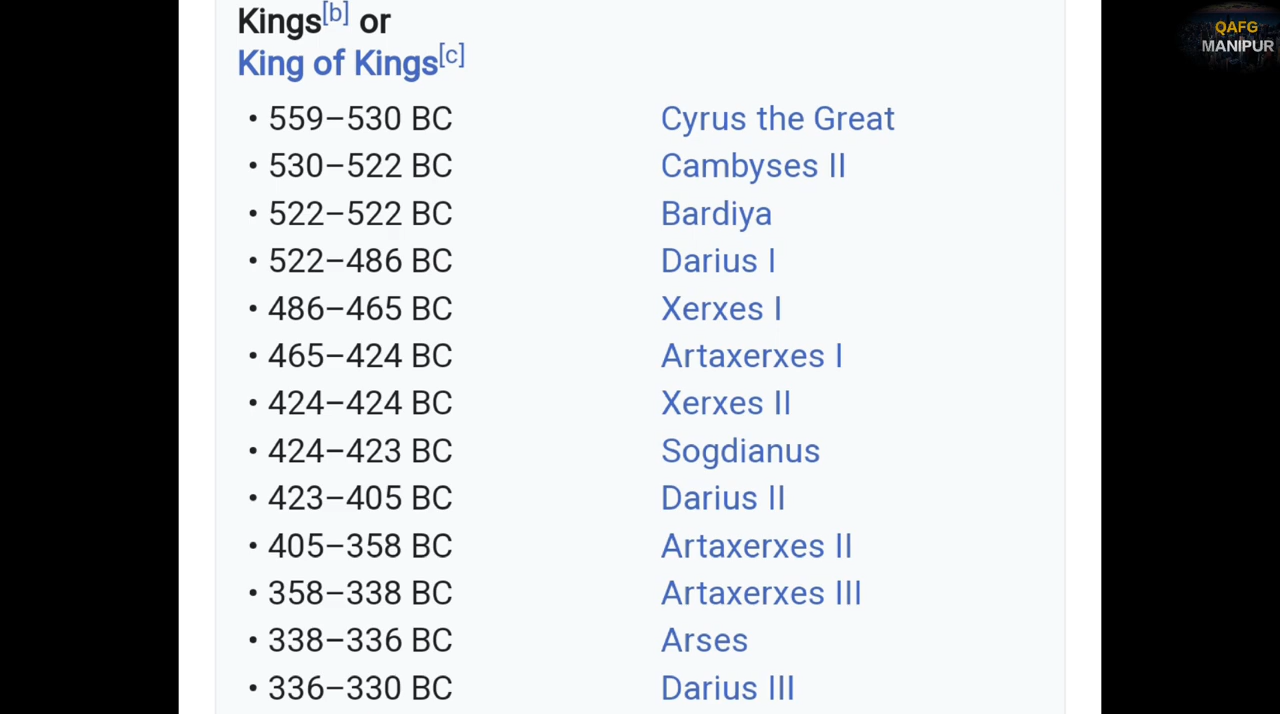 Kings[b] or
King of Kings[c]
• 559–530 BC Cyrus the Great
• 530–522 BC Cambyses II
• 522–522 BC Bardiya
• 522–486 BC Darius I
• 486–465 BC Xerxes I
• 465–424 BC Artaxerxes I
• 424–424 BC Xerxes II
• 424–423 BC Sogdianus
• 423–405 BC Darius II
• 405–358 BC Artaxerxes II
• 358–338 BC Artaxerxes III
• 338–336 BC Arses
• 336–330 BC Darius III
QAFG
MANIPUR